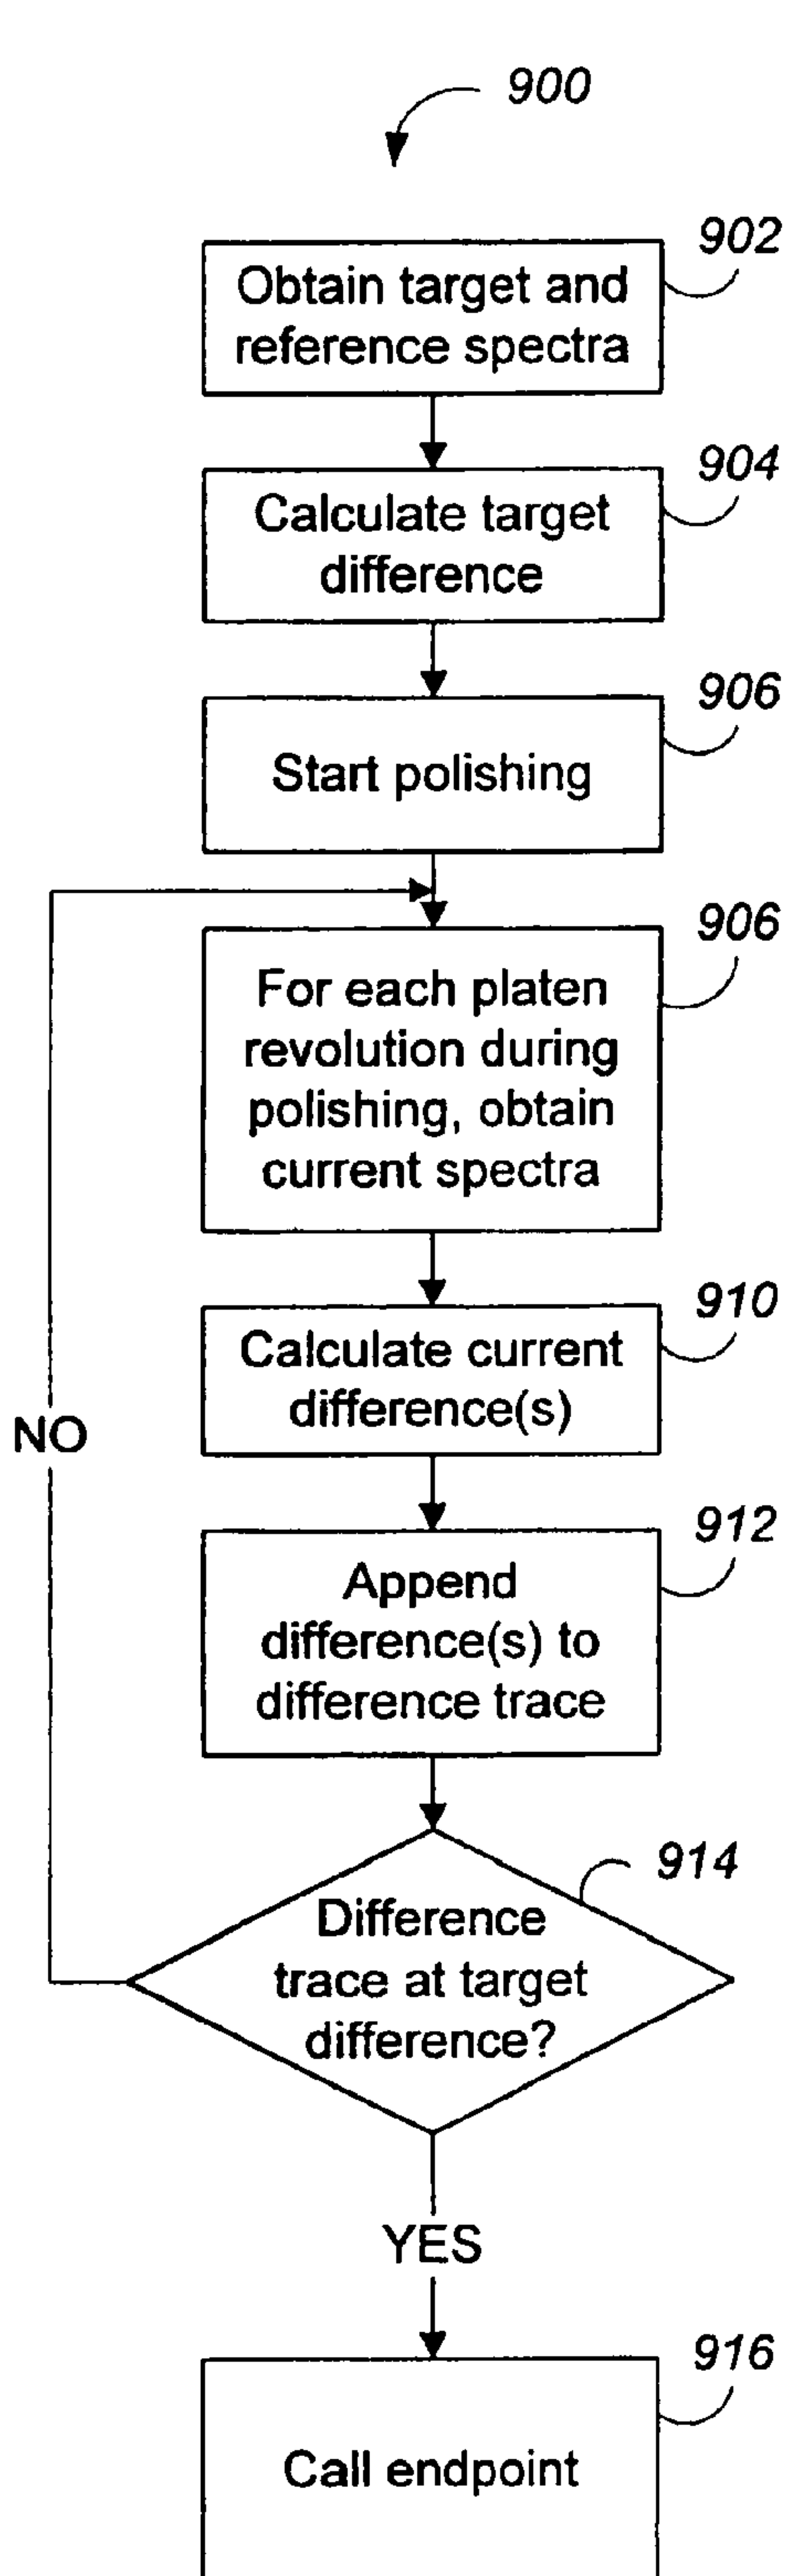 900
902
Obtain target and
reference spectra
904
Calculate target
difference
906
Start polishing
906
For each platen
revolution during
polishing, obtain
current spectra
910
Calculate current
difference(s)
NO
912
Append
difference(s) to
difference trace
914
Difference
trace at target
difference?
YES
916
Call endpoint